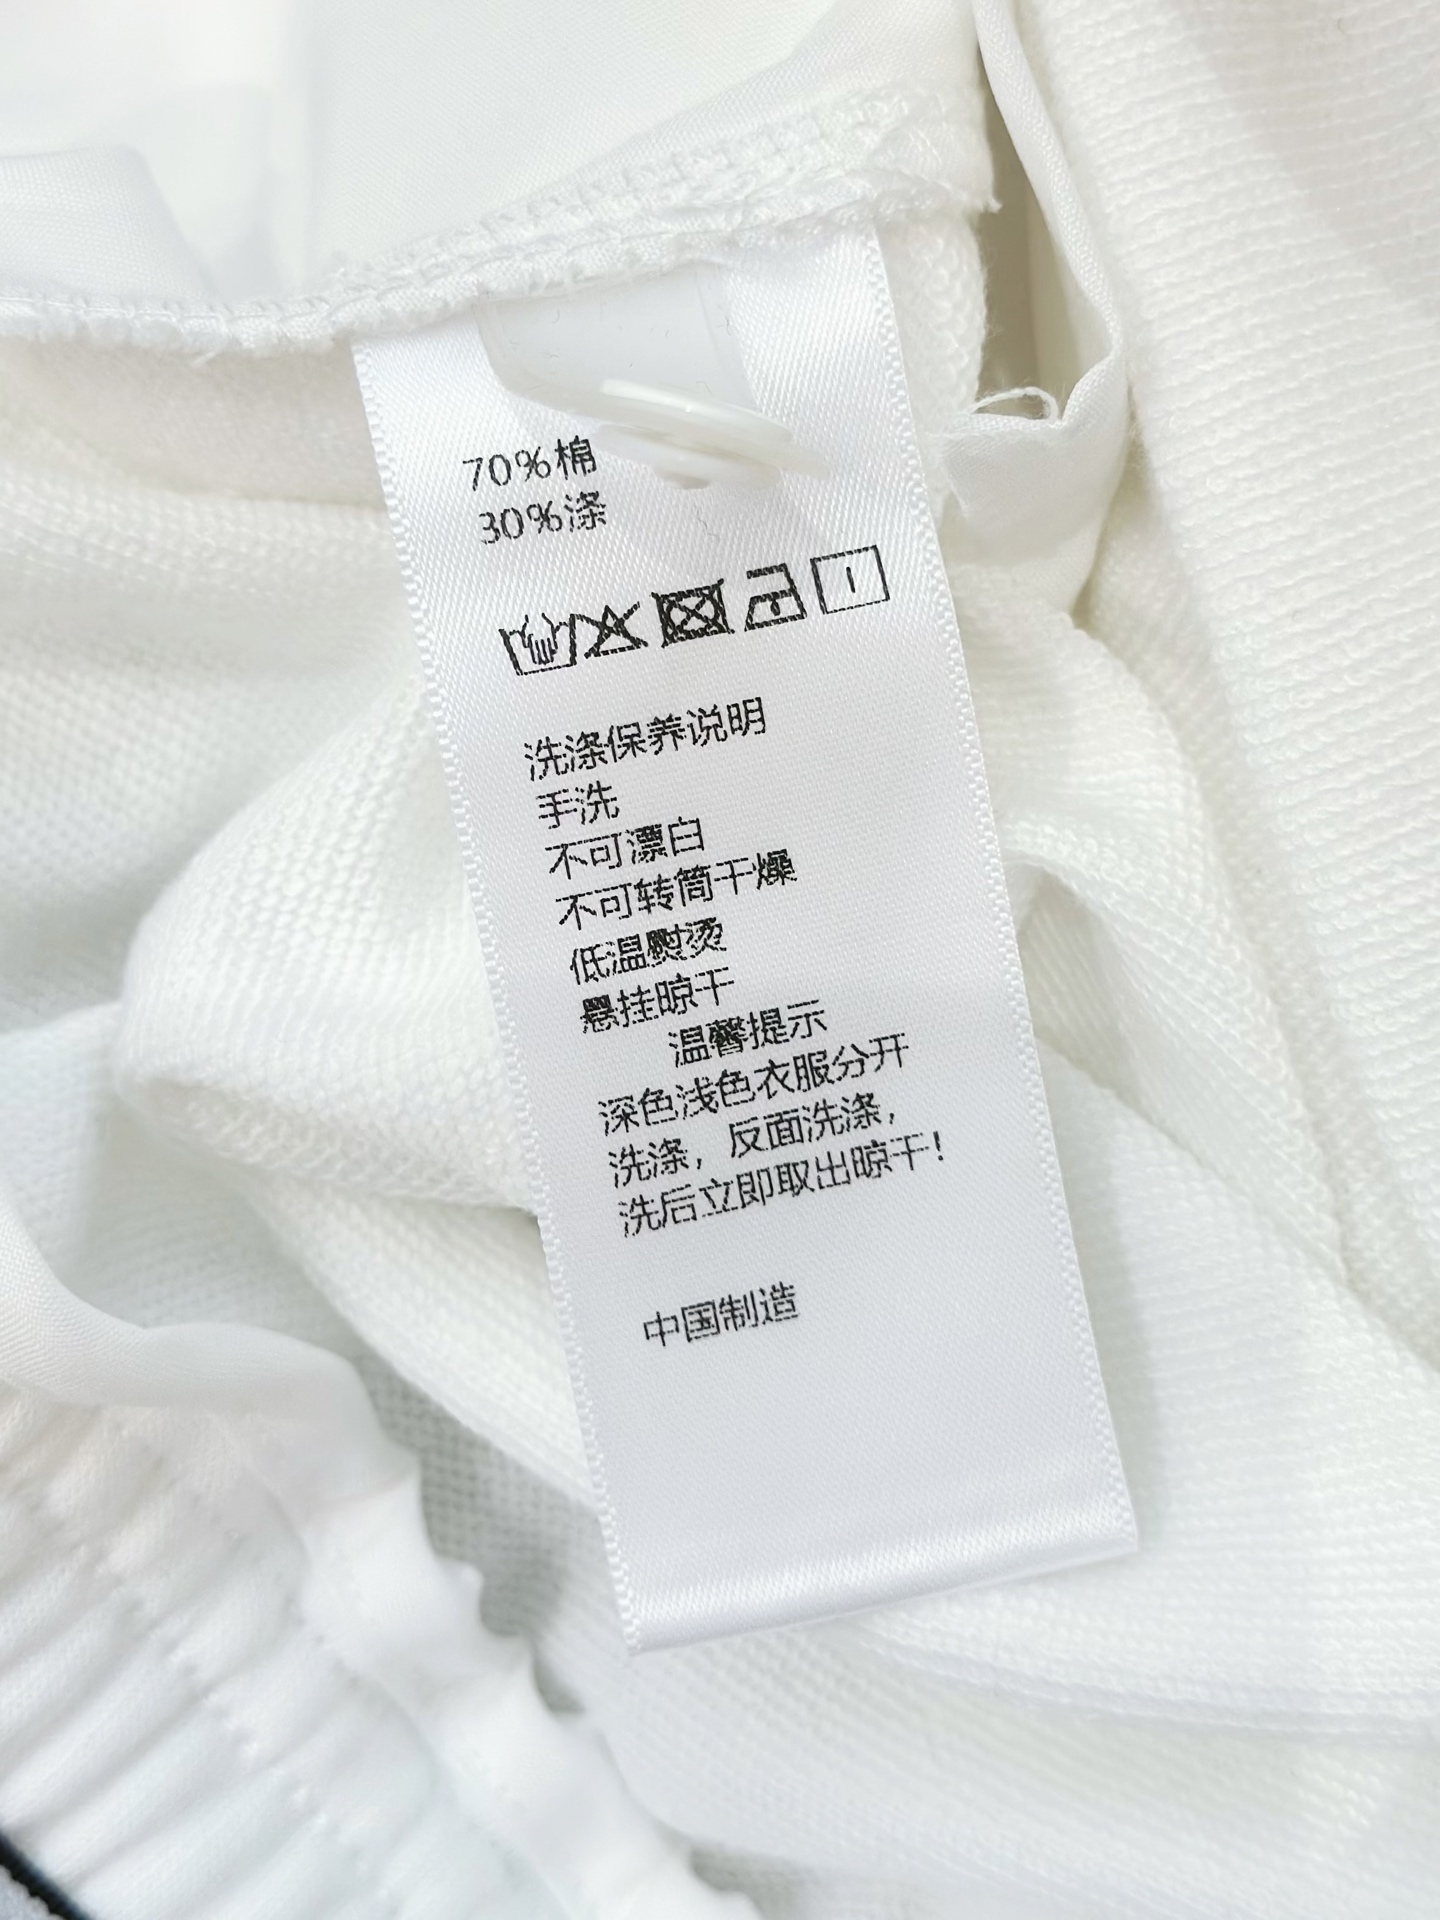 70%棉
30%涤
洗涤保养说明
手洗
不可漂白
不可转筒干燥
低温熨烫
悬挂晾干
温馨提示
深色浅色衣服分开
洗涤，反面洗涤，
洗后立即取出晾干！
中国制造